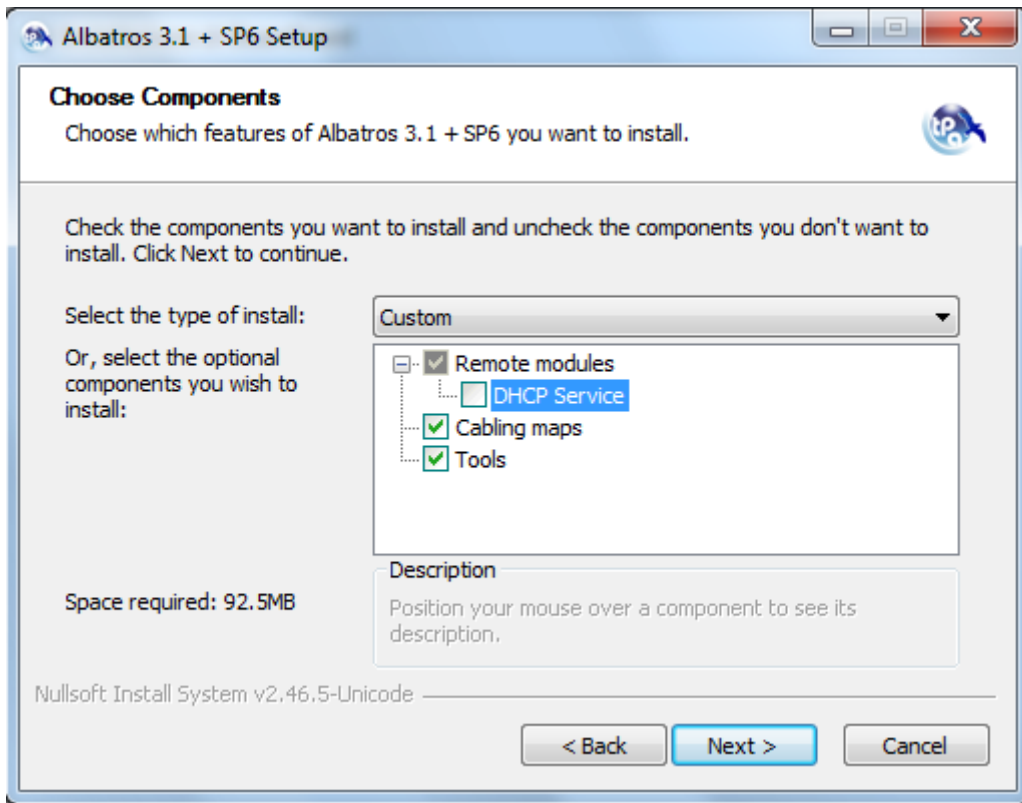 Albatros 3.1 + SP6 Setup
Choose Components
Choose which features of Albatros 3.1 + SP6 you want to install.
tpa
Check the components you want to install and uncheck the components you don't want to
install. Click Next to continue.
Select the type of install:
Custom
Or, select the optional
components you wish to
install:
Remote modules
DHCP Service
Cabling maps
Tools
Space required: 92.5MB
Description
Position your mouse over a component to see its
description.
Nullsoft Install System v2.46.5-Unicode
< Back
Next >
Cancel